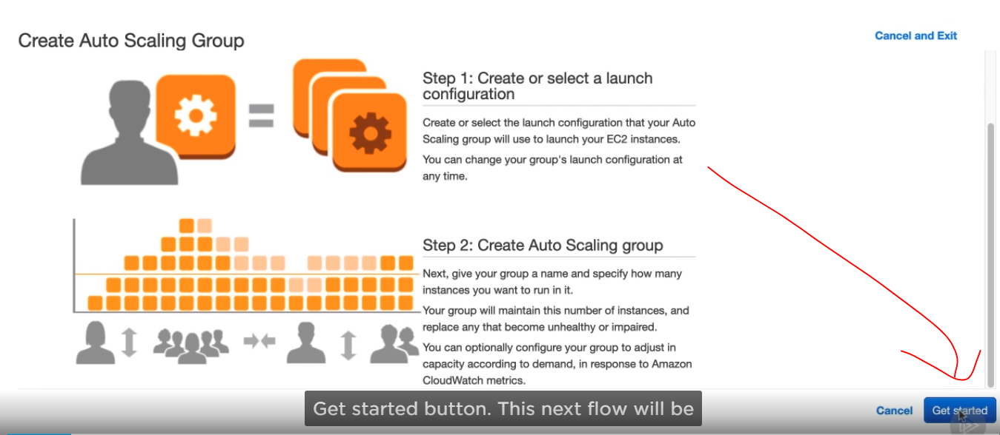 Create Auto Scaling Group
Cancel and Exit
Step 1: Create or select a launch
configuration
Create or select the launch configuration that your Auto
Scaling group will use to launch your EC2 instances.
You can change your group's launch configuration at
any time.
Step 2: Create Auto Scaling group
Next, give your group a name and specify how many
instances you want to run in it.
Your group will maintain this number of instances, and
replace any that become unhealthy or impaired.
You can optionally configure your group to adjust in
capacity according to demand, in response to Amazon
CloudWatch metrics.
Get started button. This next flow will be
Cancel
Get started